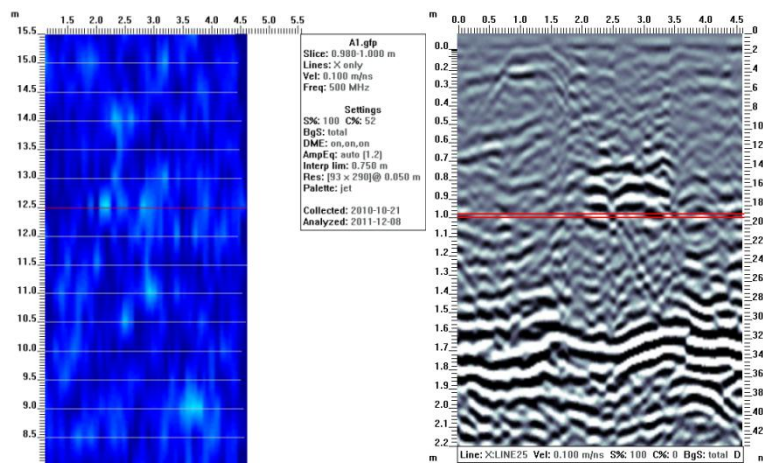 m
1.5 2.0 2.5 3.0 3.5 4.0 4.5 5.0 5.5
15.5
15.0
14.5
14.0
13.5
13.0
12.5
12.0
11.5
11.0
10.5
10.0
9.5
9.0
8.5
m
A1.gfp
Slice: 0.980-1.000 m
Lines: X only
Vel: 0.100 m/ns
Freq: 500 MHz
Settings
S%: 100 C%: 52
BgS: total
DME: on,on,on
AmpEq: auto [1.2]
Interp lim: 0.750 m
Res: [93 x 290]@ 0.050 m
Palette: jet
Collected: 2010-10-21
Analyzed: 2011-12-08
m 0.0 0.5 1.0 1.5 2.0 2.5 3.0 3.5 4.0 4.5
0.0
0.1
0.2
0.3
0.4
0.5
0.6
0.7
0.8
0.9
1.0
1.1
1.2
1.3
1.4
1.5
1.6
1.7
1.8
1.9
2.0
2.1
2.2
m
0
2
4
6
8
10
12
14
16
18
20
22
24
26
28
30
32
34
36
38
40
42
n
Line: X:LINE25 Vel: 0.100 m/ns S%: 100 C%: 0 BgS: total D